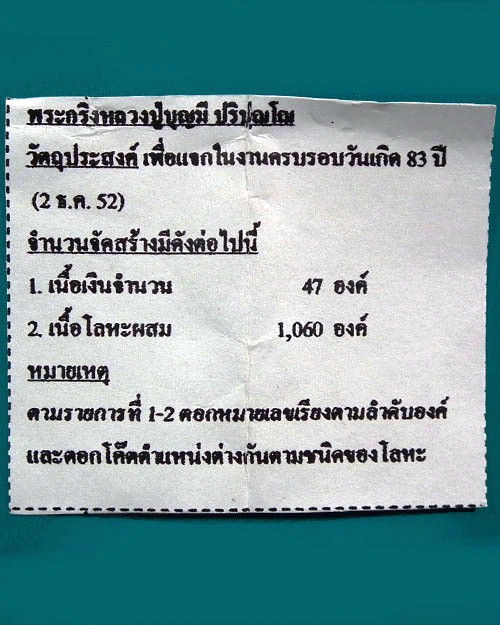 พระกริ่งหลวงปู่บุญมี ปริปุณโณ
วัตถุประสงค์ เพื่อแจกในงานครบรอบวันเกิด 83 ปี
(2 ธ.ค. 52)
จำนวนจัดสร้างมีดังต่อไปนี้
1. เนื้อเงินจำนวน 47 องค์
2. เนื้อโลหะผสม 1,060 องค์
หมายเหตุ
ตามรายการที่ 1-2 ตอกหมายเลขเรียงตามลำดับองค์
และตอกโค๊ตตำแหน่งต่างกันตามชนิดของโลหะ